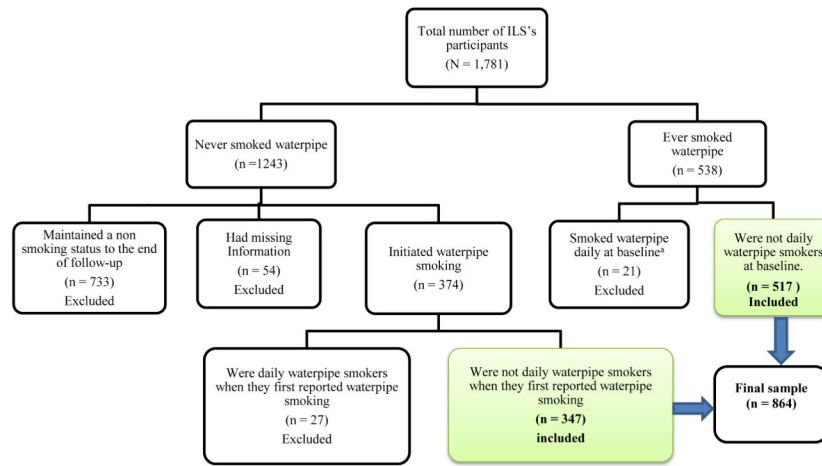 Total number of ILS's
participants
(N = 1,781)
Never smoked waterpipe
(n =1243)
Ever smoked
waterpipe
(n = 538)
Maintained a non
smoking status to the end
of follow-up
(n = 733)
Excluded
Had missing
Information
(n = 54)
Excluded
Initiated waterpipe
smoking
(n = 374)
Smoked waterpipe
daily at baselineᵃ
(n = 21)
Excluded
Were not daily
waterpipe smokers
at baseline.
(n = 517 )
Included
Were daily waterpipe smokers
when they first reported waterpipe
smoking
(n = 27)
Excluded
Were not daily waterpipe smokers
when they first reported waterpipe
smoking
(n = 347)
included
Final sample
(n = 864)